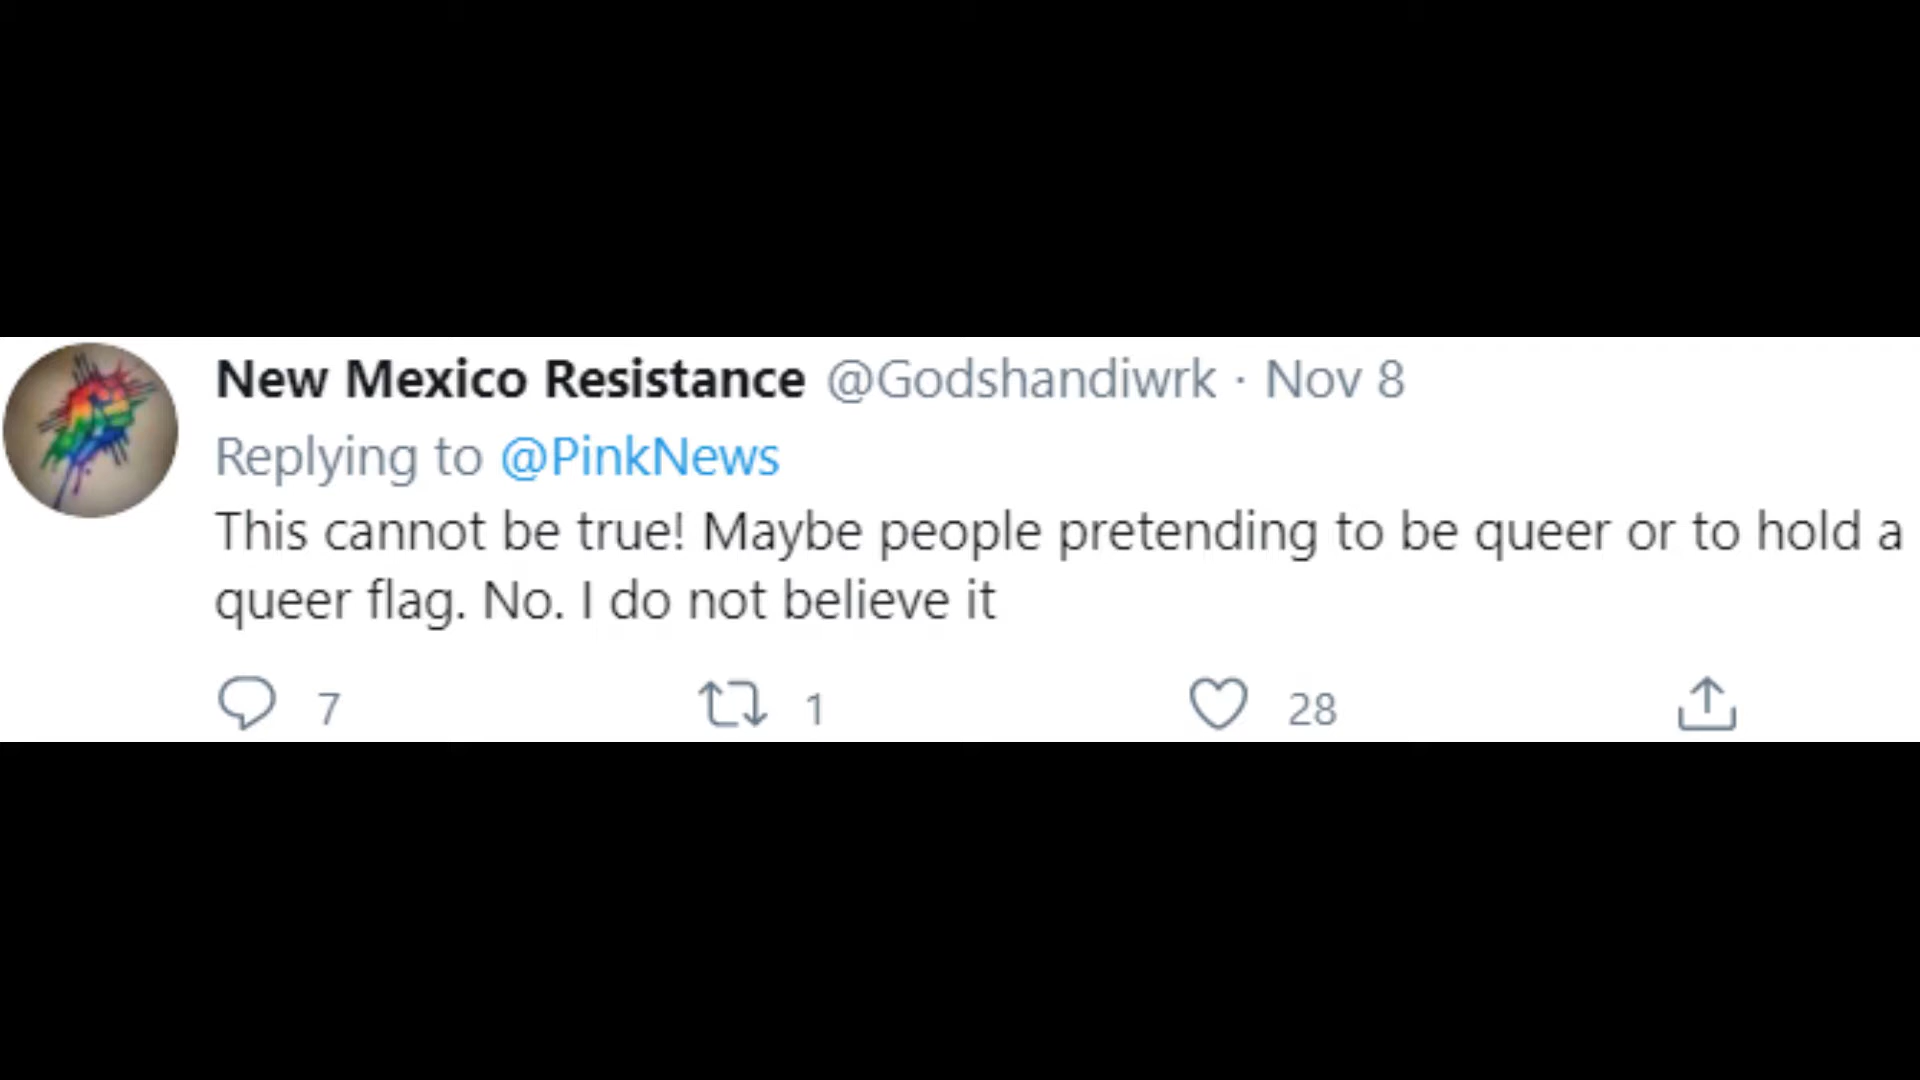 New Mexico Resistance @Godshandiwrk · Nov 8
Replying to @PinkNews
This cannot be true! Maybe people pretending to be queer or to hold a
queer flag. No. I do not believe it
7 1 28